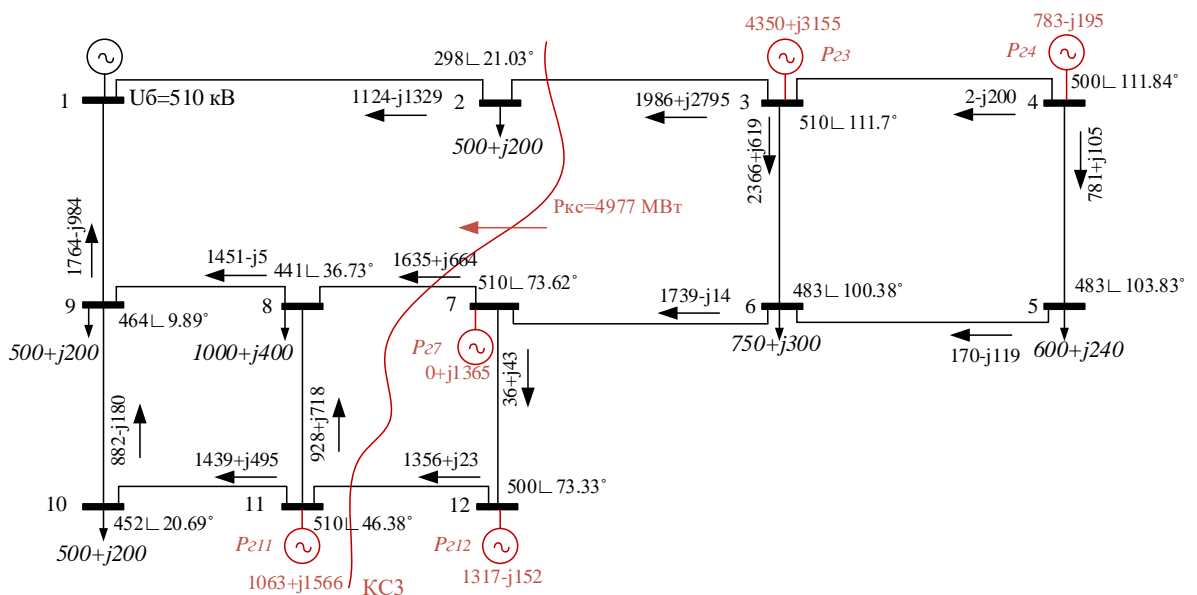 4350+j3155
783-j195
Pг3
Pг4
298∟21.03°
500∟111.84°
1
Uб=510 кВ
1124-j1329
2
1986+j2795
3
2-j200
4
500+j200
510∟111.7°
2366+j619
781+j105
Pкс=4977 МВт
1764-j984
1451-j5
441∟36.73°
1635+j664
510∟73.62°
1739-j14
483∟100.38°
483∟103.83°
9
464∟9.89°
8
7
6
5
500+j200
1000+j400
Pг7
0+j1365
750+j300
170-j119
600+j240
882-j180
928+j718
36+j43
1439+j495
1356+j23
10
452∟20.69°
11
510∟46.38°
12
500∟73.33°
500+j200
Pг11
Pг12
1063+j1566
КС3
1317-j152